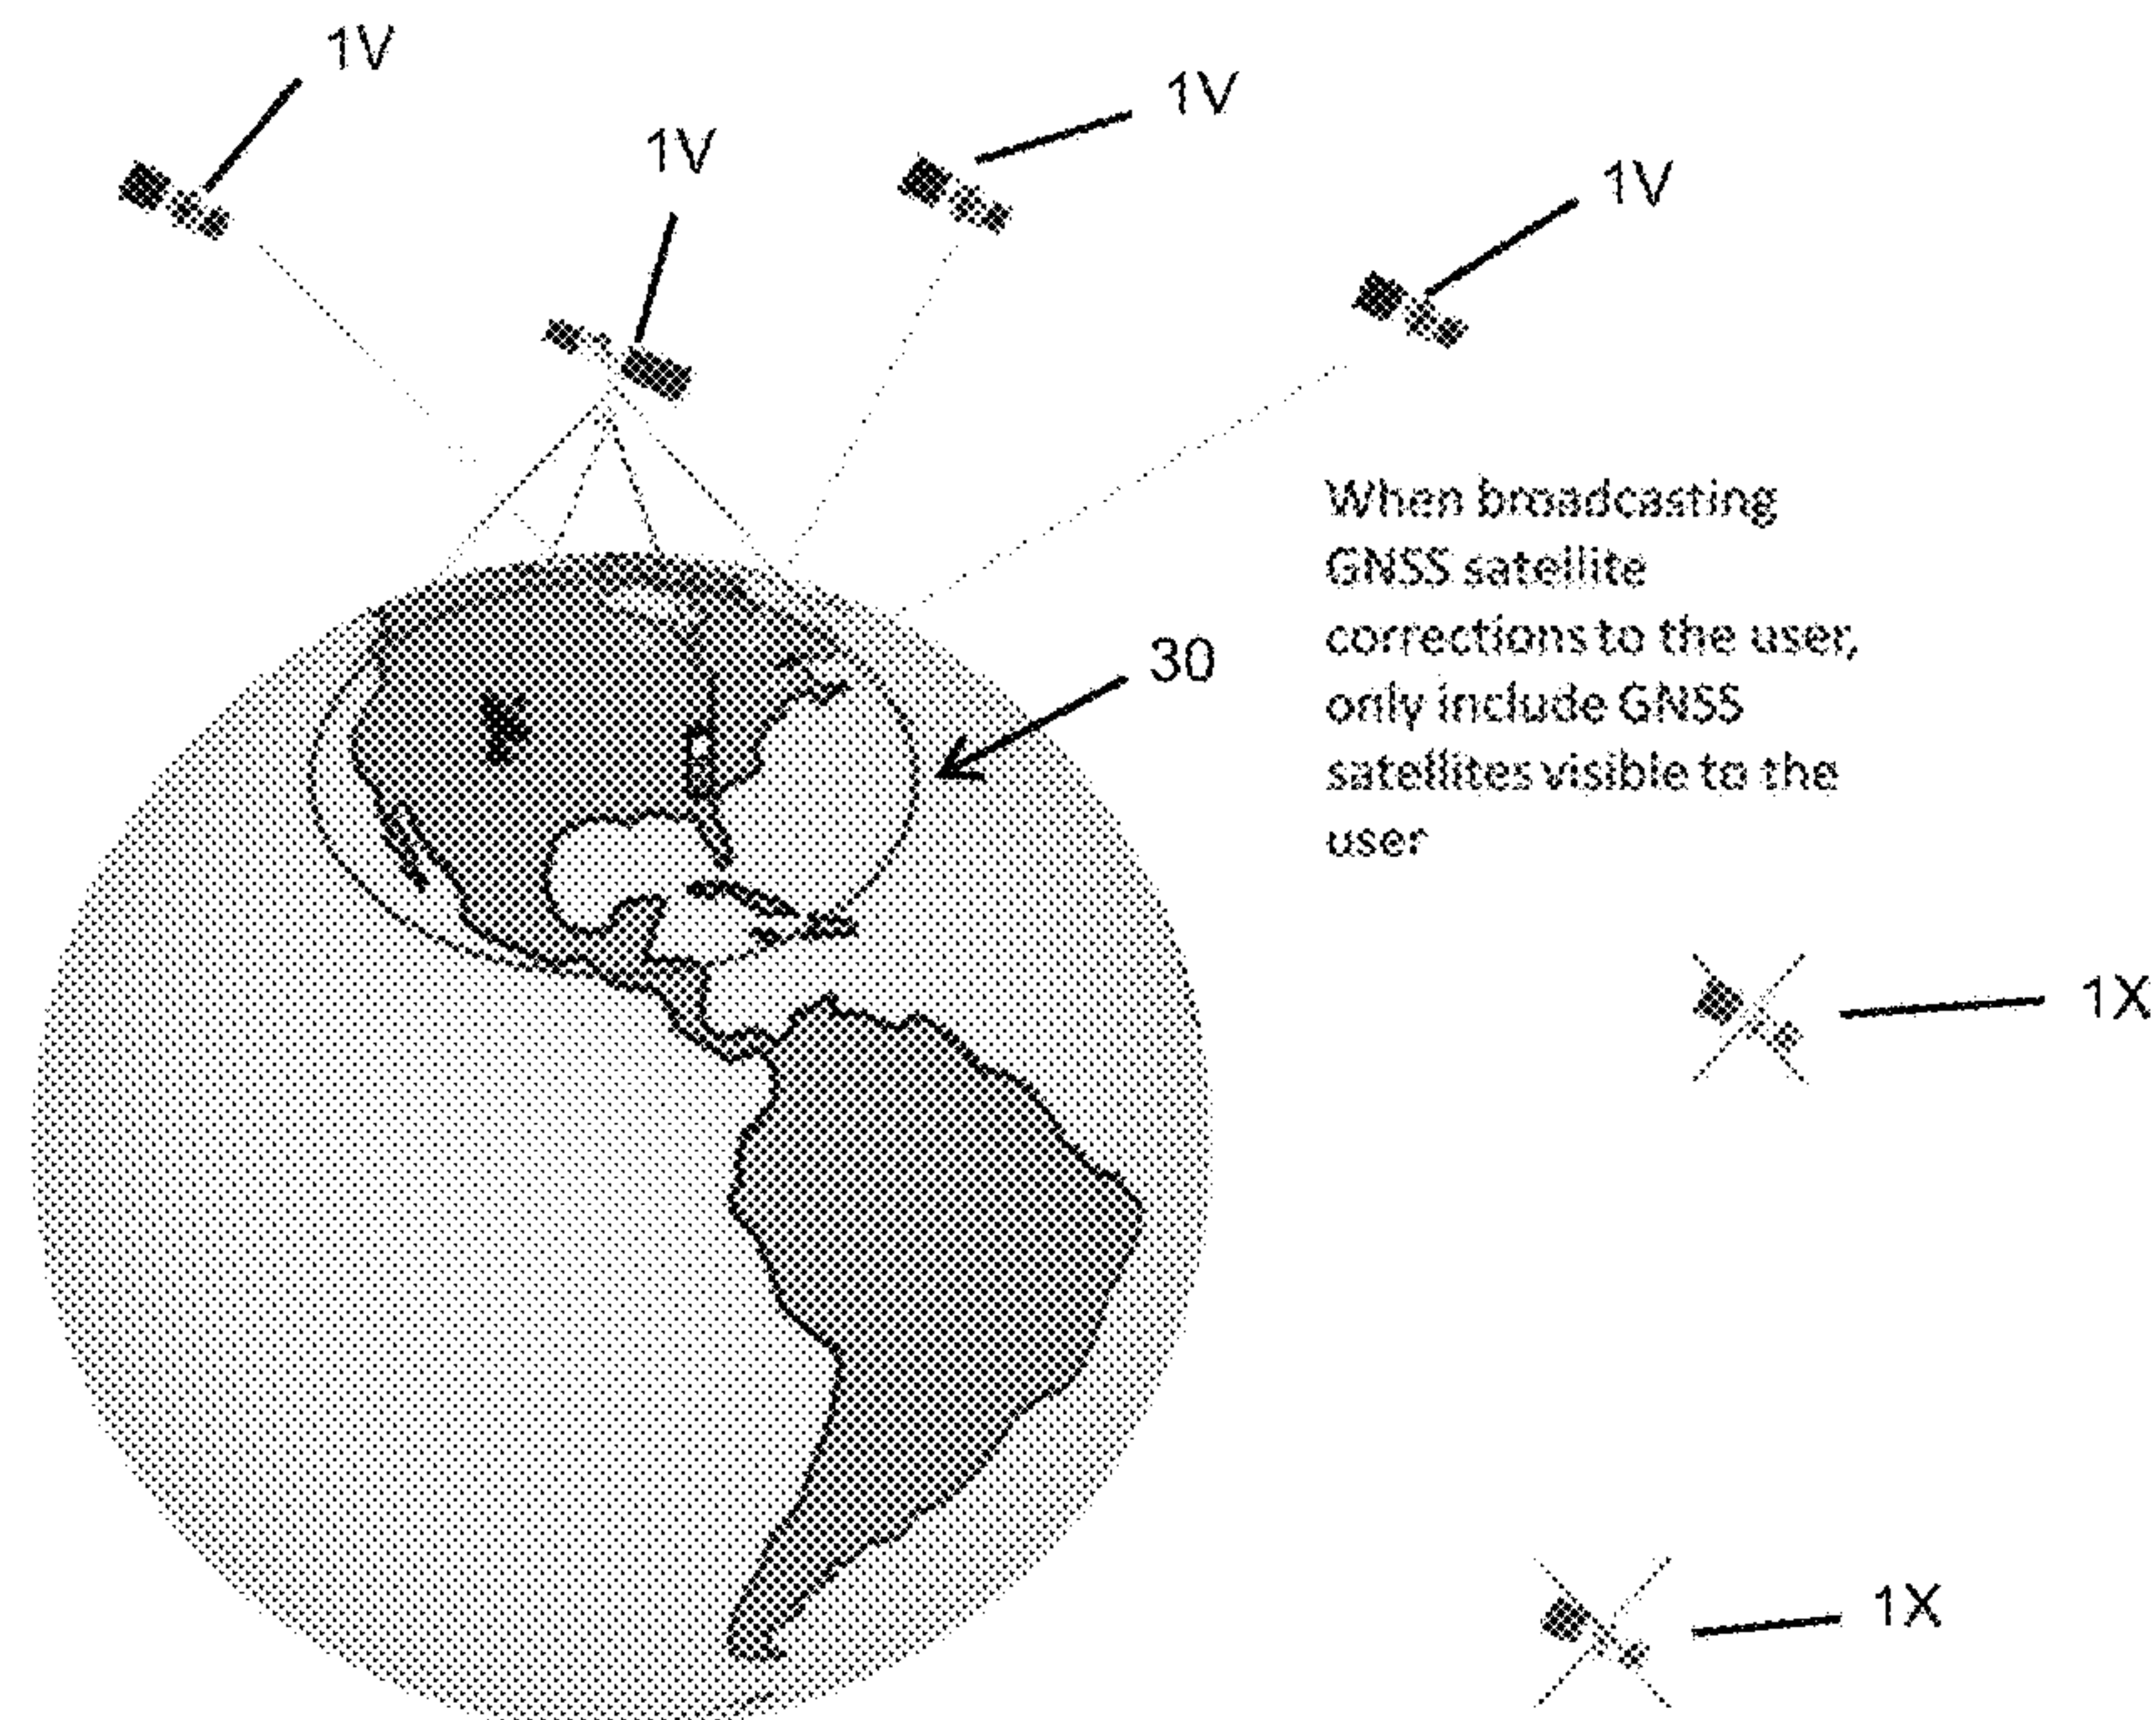 1V
1V
1V
1V
When broadcasting
GNSS satellite
corrections to the user,
only include GNSS
satellites visible to the
user
30
1X
1X